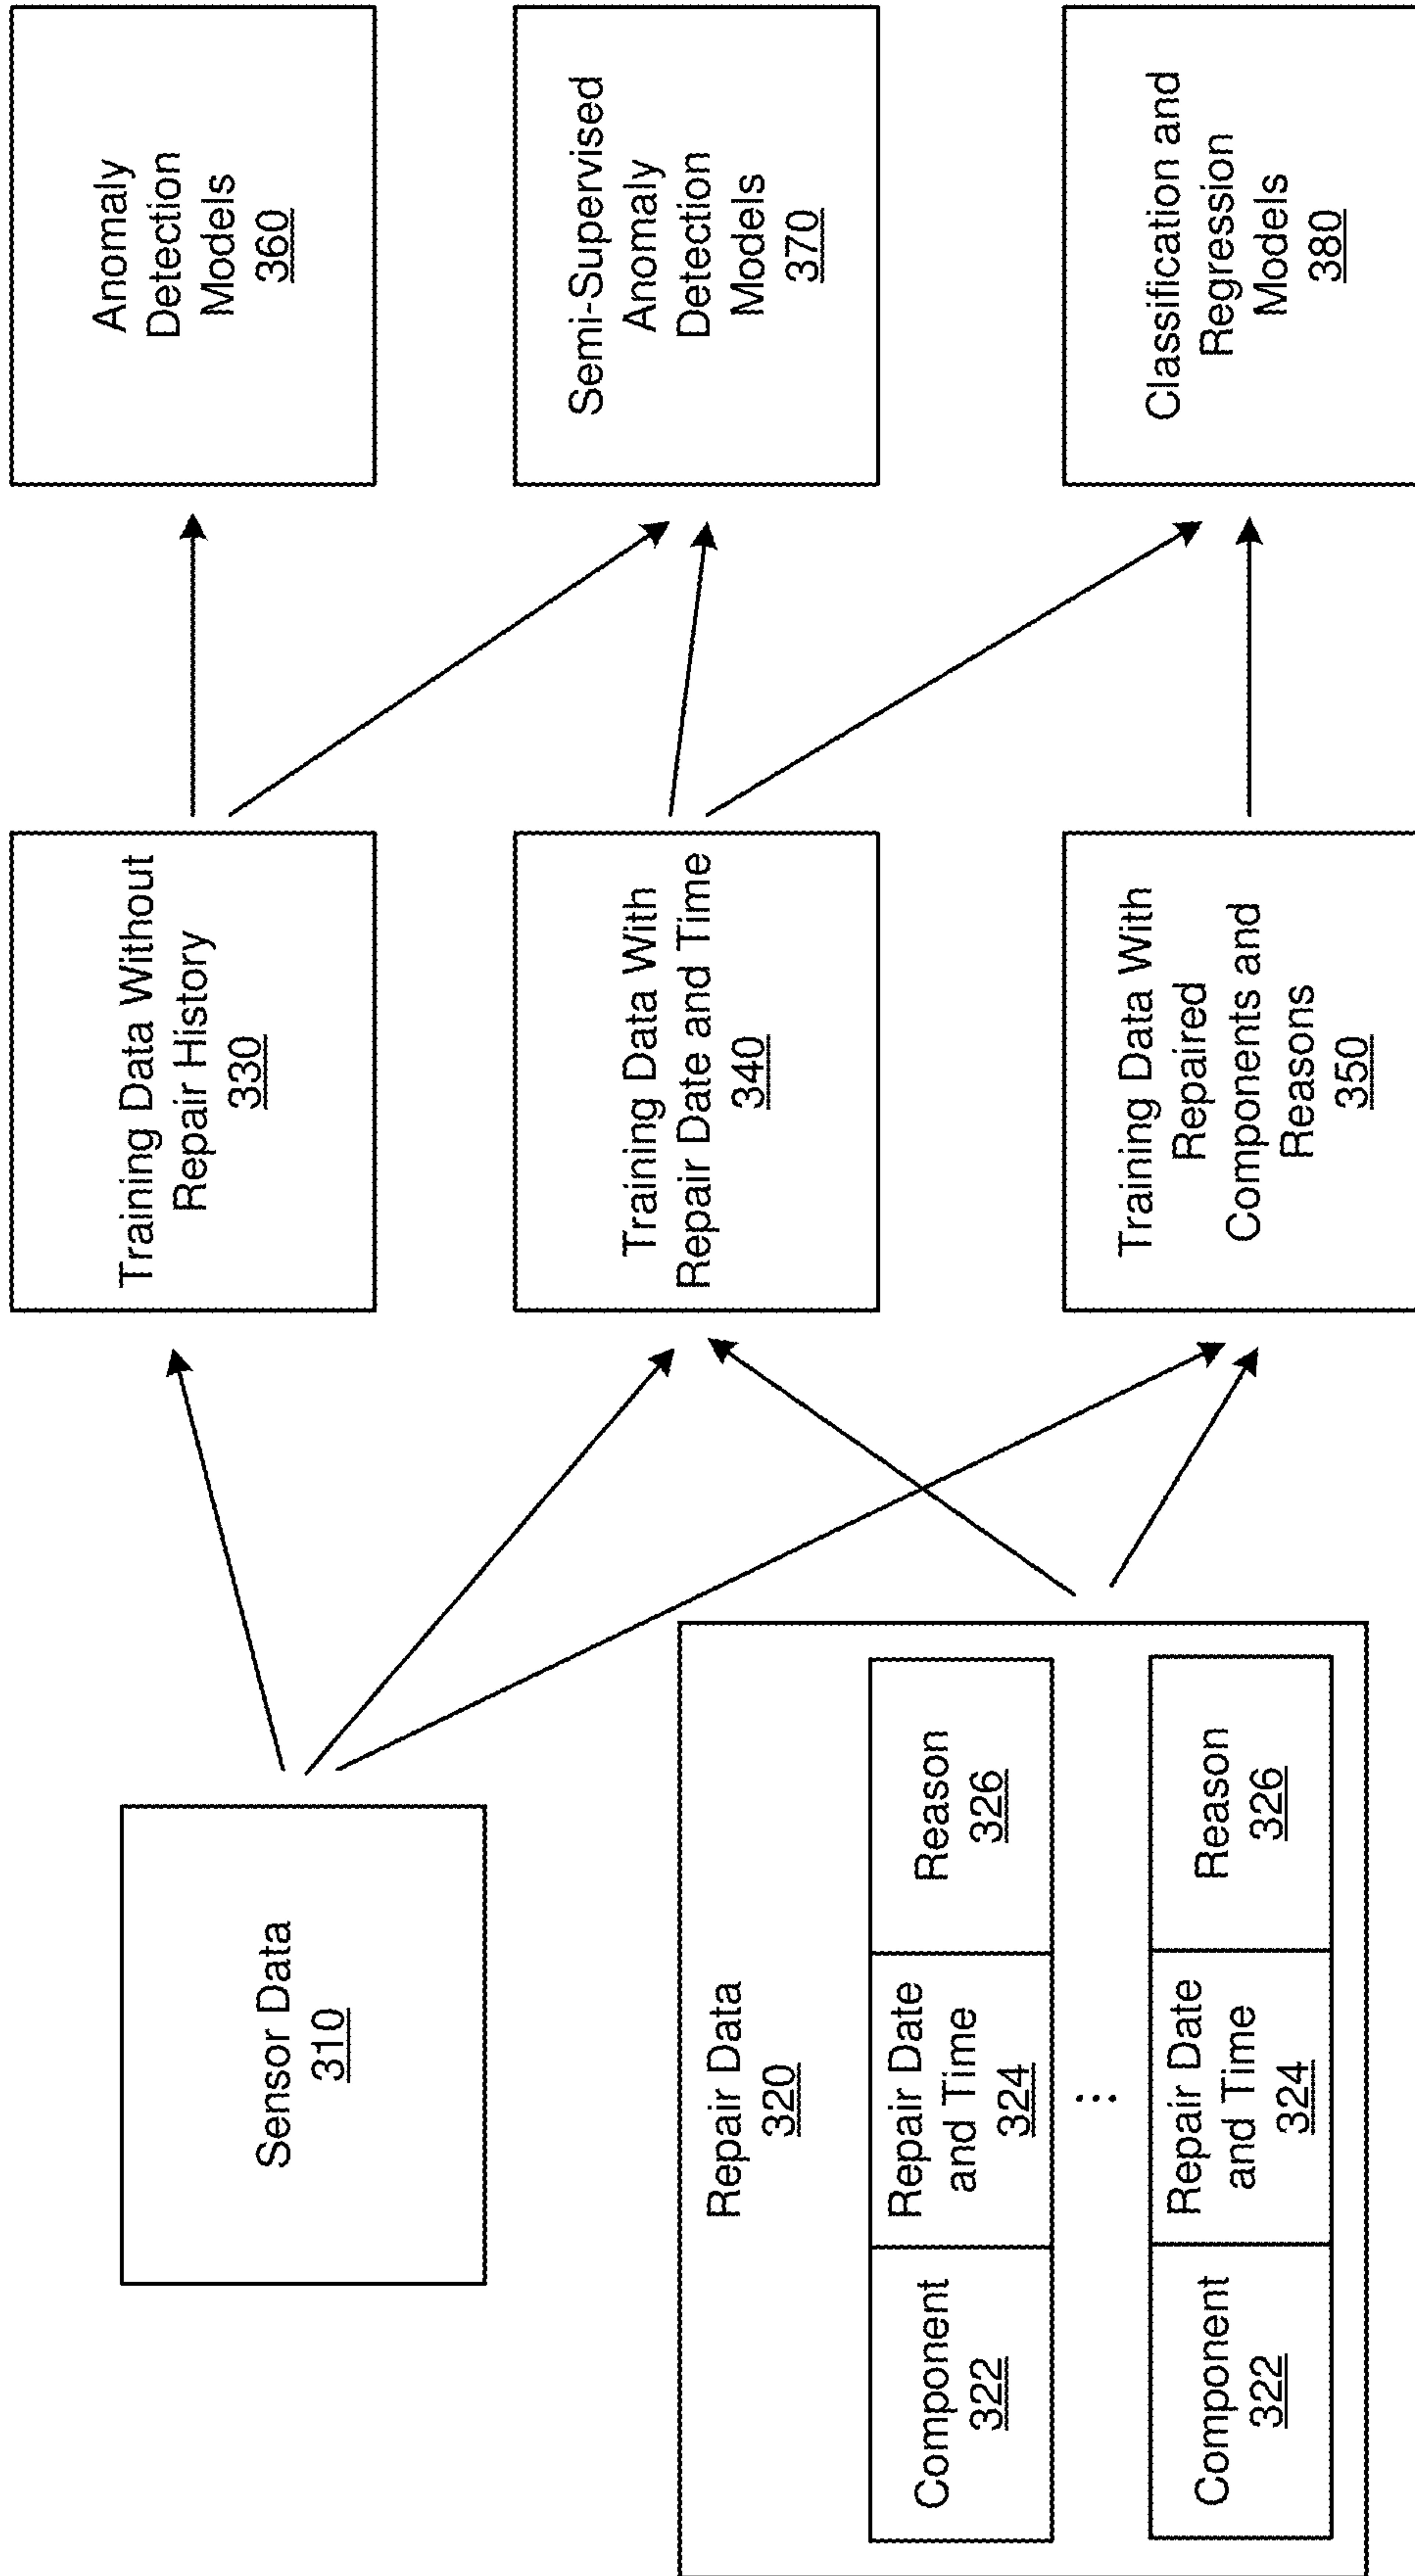 Sensor Data
310
Repair Data
320
Component
322
Repair Date
and Time
324
Reason
326
...
Component
322
Repair Date
and Time
324
Reason
326
Training Data Without
Repair History
330
Training Data With
Repair Date and Time
340
Training Data With
Repaired
Components and
Reasons
350
Anomaly
Detection
Models
360
Semi-Supervised
Anomaly
Detection
Models
370
Classification and
Regression
Models
380